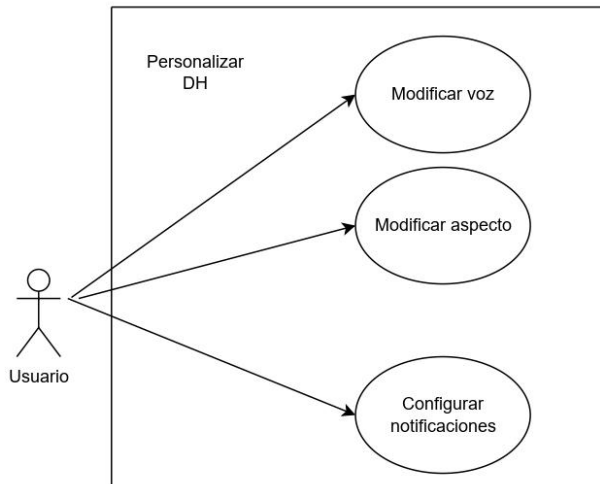 Personalizar
DH
Modificar voz
Modificar aspecto
Usuario
Configurar
notificaciones